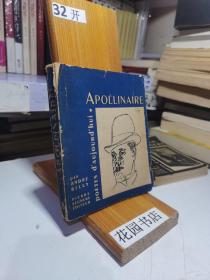 32开
APOLLINAIRE
poètes d'aujourd'hui
PAR
ANDRÉ
BILLY
PIERRE
SEGHERS
ÉDITEUR
花园书店